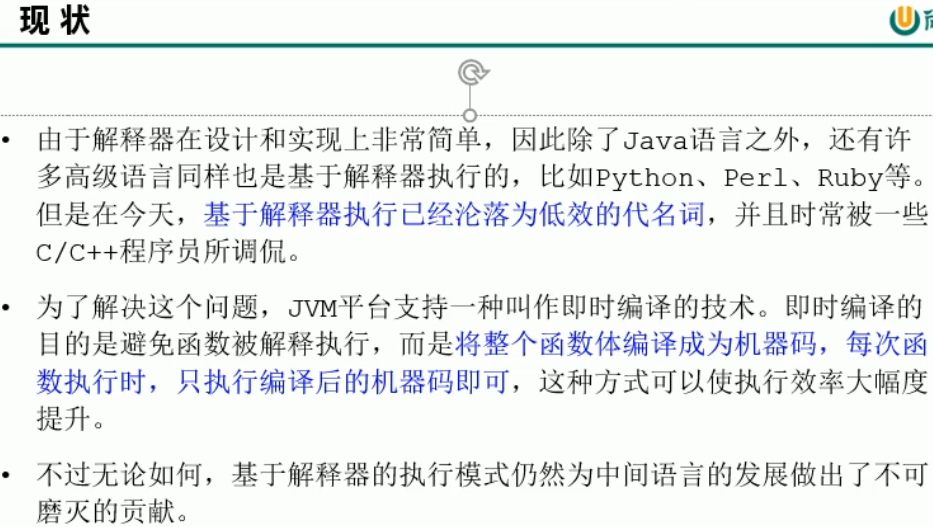 现 状
• 由于解释器在设计和实现上非常简单，因此除了Java语言之外，还有许
多高级语言同样也是基于解释器执行的，比如Python、Perl、Ruby等。
但是在今天，基于解释器执行已经沦落为低效的代名词，并且时常被一些
C/C++程序员所调侃。
• 为了解决这个问题，JVM平台支持一种叫作即时编译的技术。即时编译的
目的是避免函数被解释执行，而是将整个函数体编译成为机器码，每次函
数执行时，只执行编译后的机器码即可，这种方式可以使执行效率大幅度
提升。
• 不过无论如何，基于解释器的执行模式仍然为中间语言的发展做出了不可
磨灭的贡献。